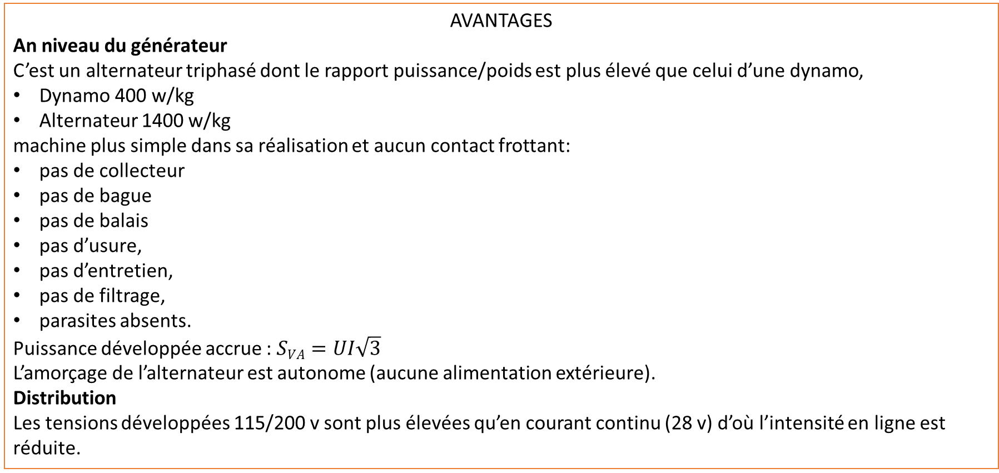 AVANTAGES
An niveau du générateur
C’est un alternateur triphasé dont le rapport puissance/poids est plus élevé que celui d’une dynamo,
• Dynamo 400 w/kg
• Alternateur 1400 w/kg
machine plus simple dans sa réalisation et aucun contact frottant:
• pas de collecteur
• pas de bague
• pas de balais
• pas d’usure,
• pas d’entretien,
• pas de filtrage,
• parasites absents.
Puissance développée accrue : $S_{VA} = UI\sqrt{3}$
L’amorçage de l’alternateur est autonome (aucune alimentation extérieure).
Distribution
Les tensions développées 115/200 v sont plus élevées qu’en courant continu (28 v) d’où l’intensité en ligne est
réduite.